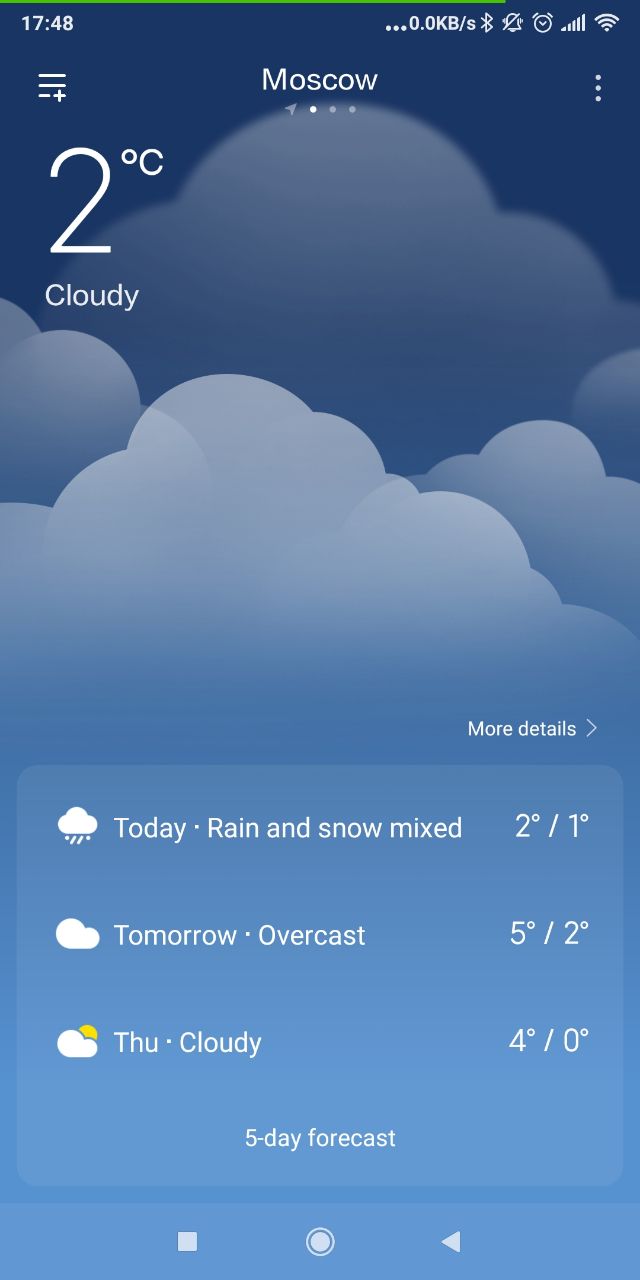 17:48
...0.0KB/s
Moscow
2°C
Cloudy
More details
Today · Rain and snow mixed 2° / 1°
Tomorrow · Overcast 5° / 2°
Thu · Cloudy 4° / 0°
5-day forecast